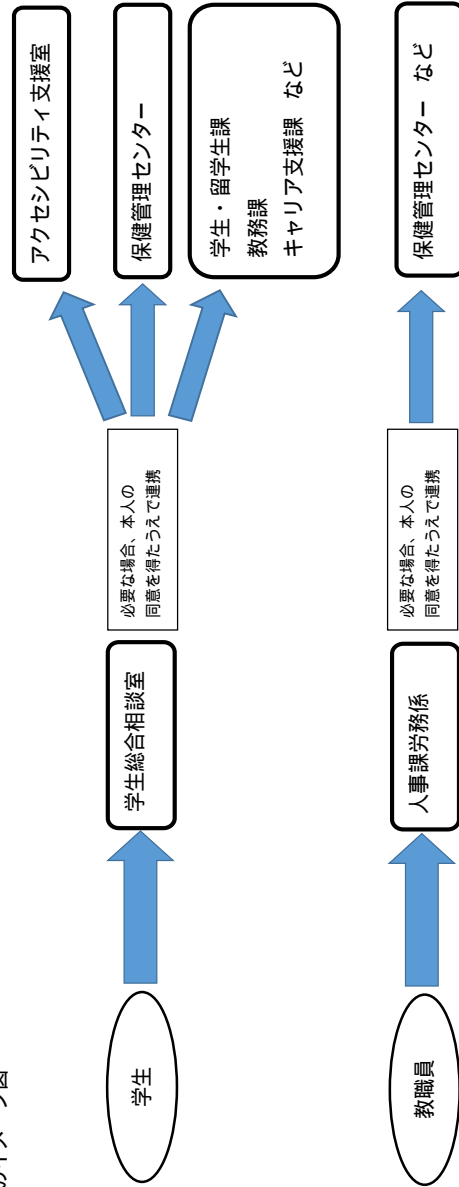 学生
学生総合相談室
必要な場合、本人の
同意を得たうえで連携
アクセシビリティ支援室
保健管理センター
学生・留学生課
教務課
キャリア支援課 など
教職員
人事課労務係
必要な場合、本人の
同意を得たうえで連携
保健管理センター など